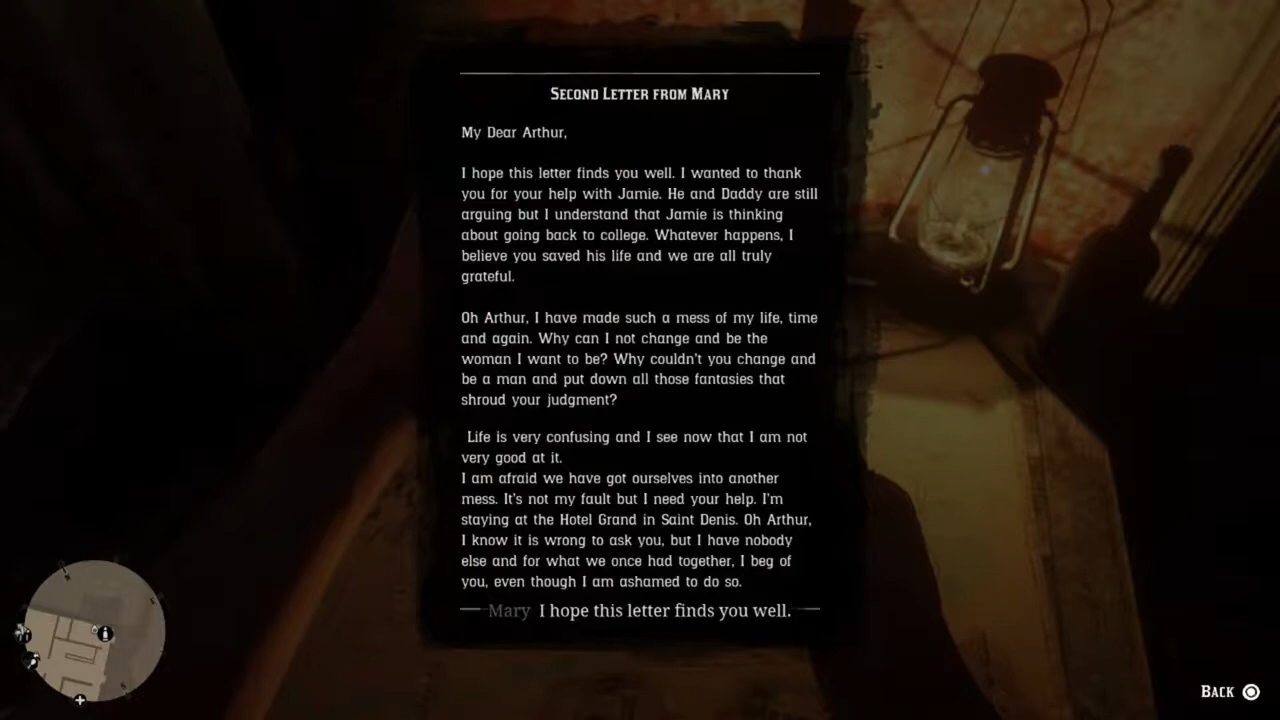 Second Letter from Mary
My Dear Arthur,
I hope this letter finds you well. I wanted to thank
you for your help with Jamie. He and Daddy are still
arguing but I understand that Jamie is thinking
about going back to college. Whatever happens, I
believe you saved his life and we are all truly
grateful.
Oh Arthur, I have made such a mess of my life, time
and again. Why can I not change and be the
woman I want to be? Why couldn't you change and
be a man and put down all those fantasies that
shroud your judgment?
Life is very confusing and I see now that I am not
very good at it.
I am afraid we have got ourselves into another
mess. It's not my fault but I need your help. I'm
staying at the Hotel Grand in Saint Denis. Oh Arthur,
I know it is wrong to ask you, but I have nobody
else and for what we once had together, I beg of
you, even though I am ashamed to do so.
Mary I hope this letter finds you well.
Back